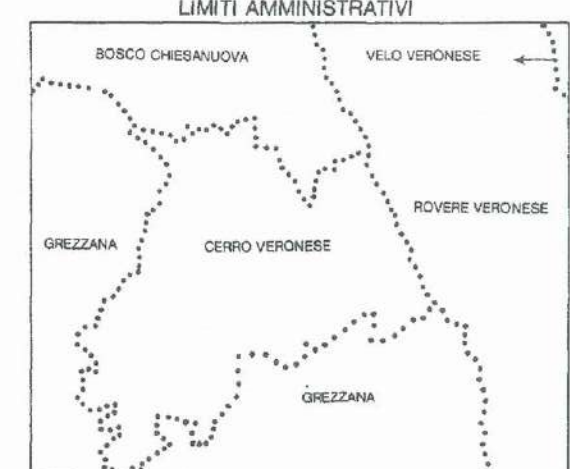 LIMITI AMMINISTRATIVI
BOSCO CHIESANUOVA
VELO VERONESE
ROVERE VERONESE
GREZZANA
CERRO VERONESE
GREZZANA